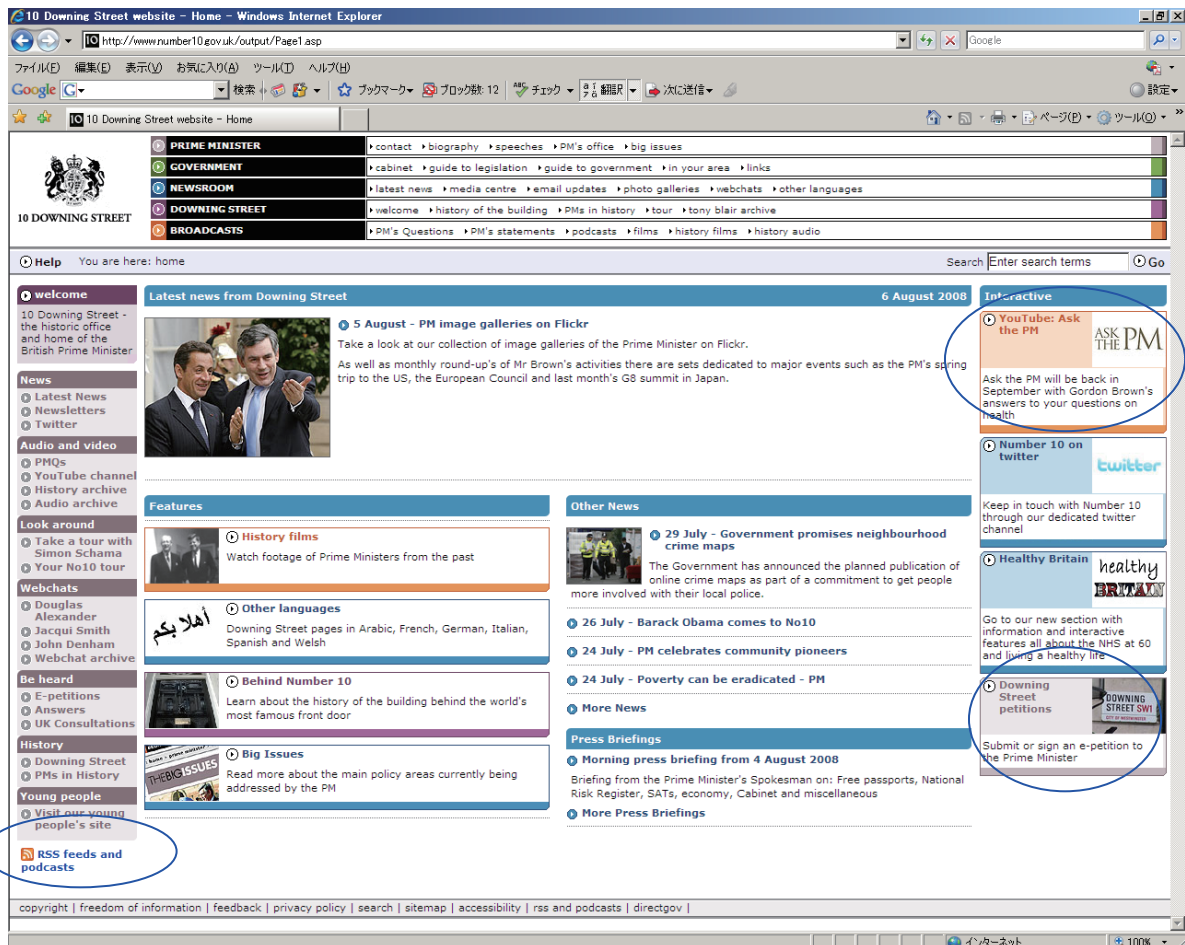 10 Downing Street website - Home - Windows Internet Explorer
http://www.number10.gov.uk/output/Page1.asp
Google
ファイル(F) 編集(E) 表示(V) お気に入り(A) ツール(T) ヘルプ(H)
Google G 検索 ブックマーク ブロック数: 12 ABC チェック 翻訳 次に送信 設定
10 Downing Street website - Home
ページ(P) ツール(O) »
10 DOWNING STREET
PRIME MINISTER contact biography speeches PM's office big issues
GOVERNMENT cabinet guide to legislation guide to government in your area links
NEWSROOM latest news media centre email updates photo galleries webchats other languages
DOWNING STREET welcome history of the building PMs in history tour tony blair archive
BROADCASTS PM's Questions PM's statements podcasts films history films history audio
Help You are here: home Search Enter search terms Go
welcome
10 Downing Street -
the historic office
and home of the
British Prime Minister
News
Latest News
Newsletters
Twitter
Audio and video
PMQs
YouTube channel
History archive
Audio archive
Look around
Take a tour with
Simon Schama
Your No10 tour
Webchats
Douglas
Alexander
Jacqui Smith
John Denham
Webchat archive
Be heard
E-petitions
Answers
UK Consultations
History
Downing Street
PMs in History
Young people
Visit our young
people's site
RSS feeds and
podcasts
Latest news from Downing Street 6 August 2008
5 August - PM image galleries on Flickr
Take a look at our collection of image galleries of the Prime Minister on Flickr.
As well as monthly round-up's of Mr Brown's activities there are sets dedicated to major events such as the PM's spring
trip to the US, the European Council and last month's G8 summit in Japan.
Features
History films
Watch footage of Prime Ministers from the past
أهلا بكم
Other languages
Downing Street pages in Arabic, French, German, Italian,
Spanish and Welsh
Behind Number 10
Learn about the history of the building behind the world's
most famous front door
THE BIG ISSUES
Big Issues
Read more about the main policy areas currently being
addressed by the PM
Other News
29 July - Government promises neighbourhood
crime maps
The Government has announced the planned publication of
online crime maps as part of a commitment to get people
more involved with their local police.
26 July - Barack Obama comes to No10
24 July - PM celebrates community pioneers
24 July - Poverty can be eradicated - PM
More News
Press Briefings
Morning press briefing from 4 August 2008
Briefing from the Prime Minister's Spokesman on: Free passports, National
Risk Register, SATs, economy, Cabinet and miscellaneous
More Press Briefings
Interactive
YouTube: Ask
the PM
ASK
THE PM
Ask the PM will be back in
September with Gordon Brown's
answers to your questions on
health
Number 10 on
twitter
twitter
Keep in touch with Number 10
through our dedicated twitter
channel
Healthy Britain
healthy
BRITAIN
Go to our new section with
information and interactive
features all about the NHS at 60
and living a healthy life
Downing
Street
petitions
DOWNING
STREET SW1
CITY OF WESTMINSTER
Submit or sign an e-petition to
the Prime Minister
copyright | freedom of information | feedback | privacy policy | search | sitemap | accessibility | rss and podcasts | directgov |
インターネット 100%